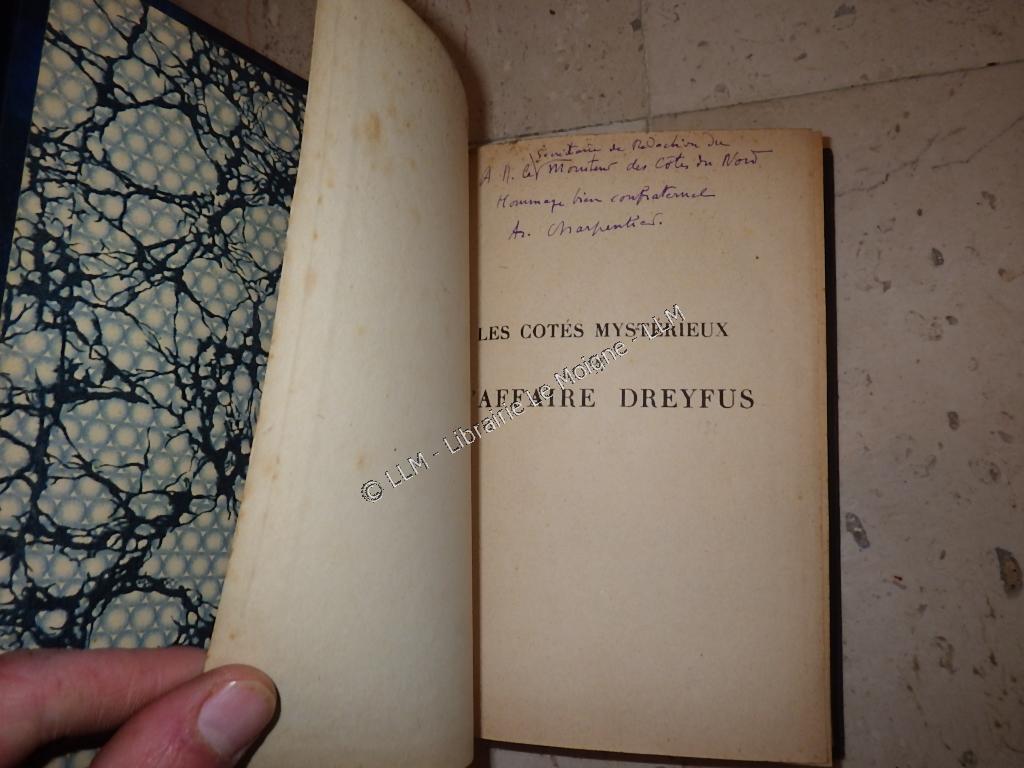 Secrétaire de Rédaction du
A M. le Moniteur des Côtes du Nord
Hommage bien confraternel
Ar. Charpentier.
LES COTÉS MYSTÉRIEUX
'AFFAIRE DREYFUS
© LLM - Librairie Le Moigne - LLM